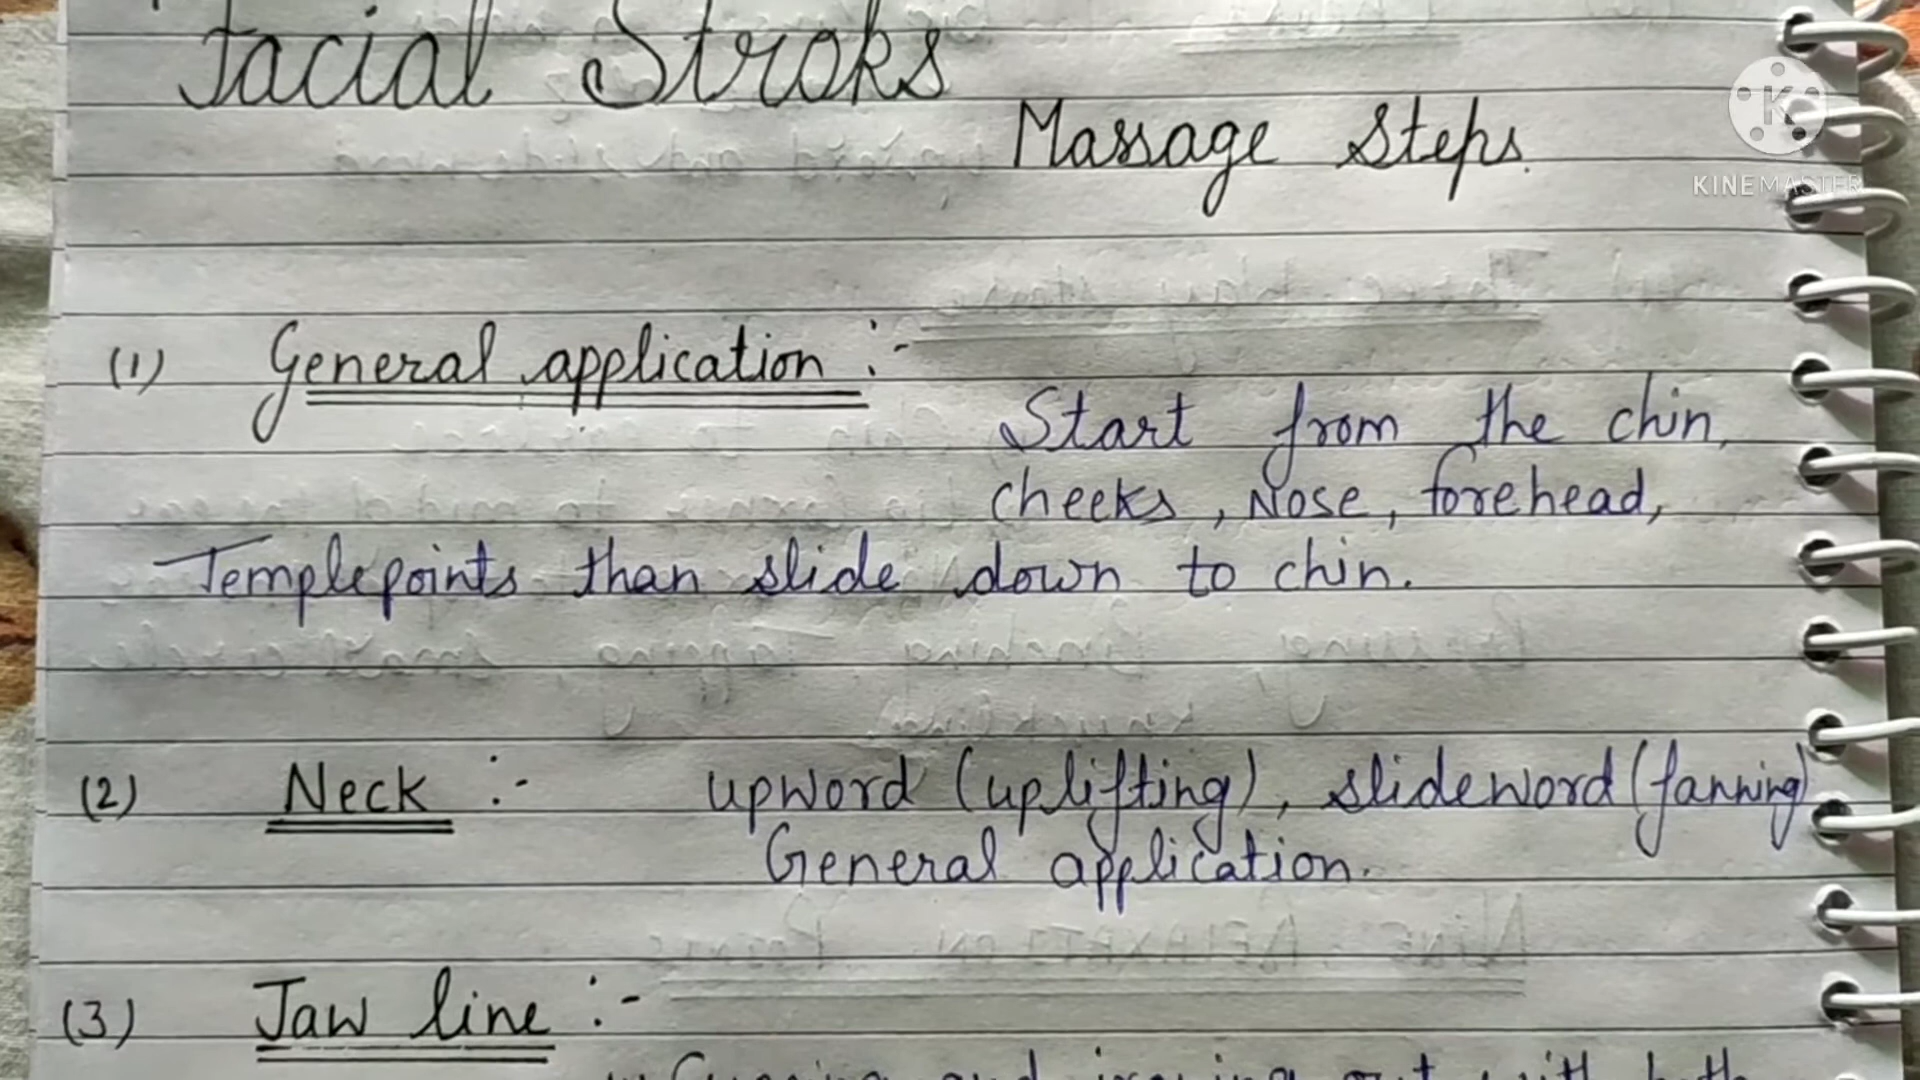 Facial Stroks
Massage Steps.
KINEMASTER
(1) General application :-
Start from the chin,
cheeks, Nose, forehead,
Templepoints than slide down to chin.
(2) Neck :- upword (uplifting), slideword (fanning)
General application.
(3) Jaw line :-